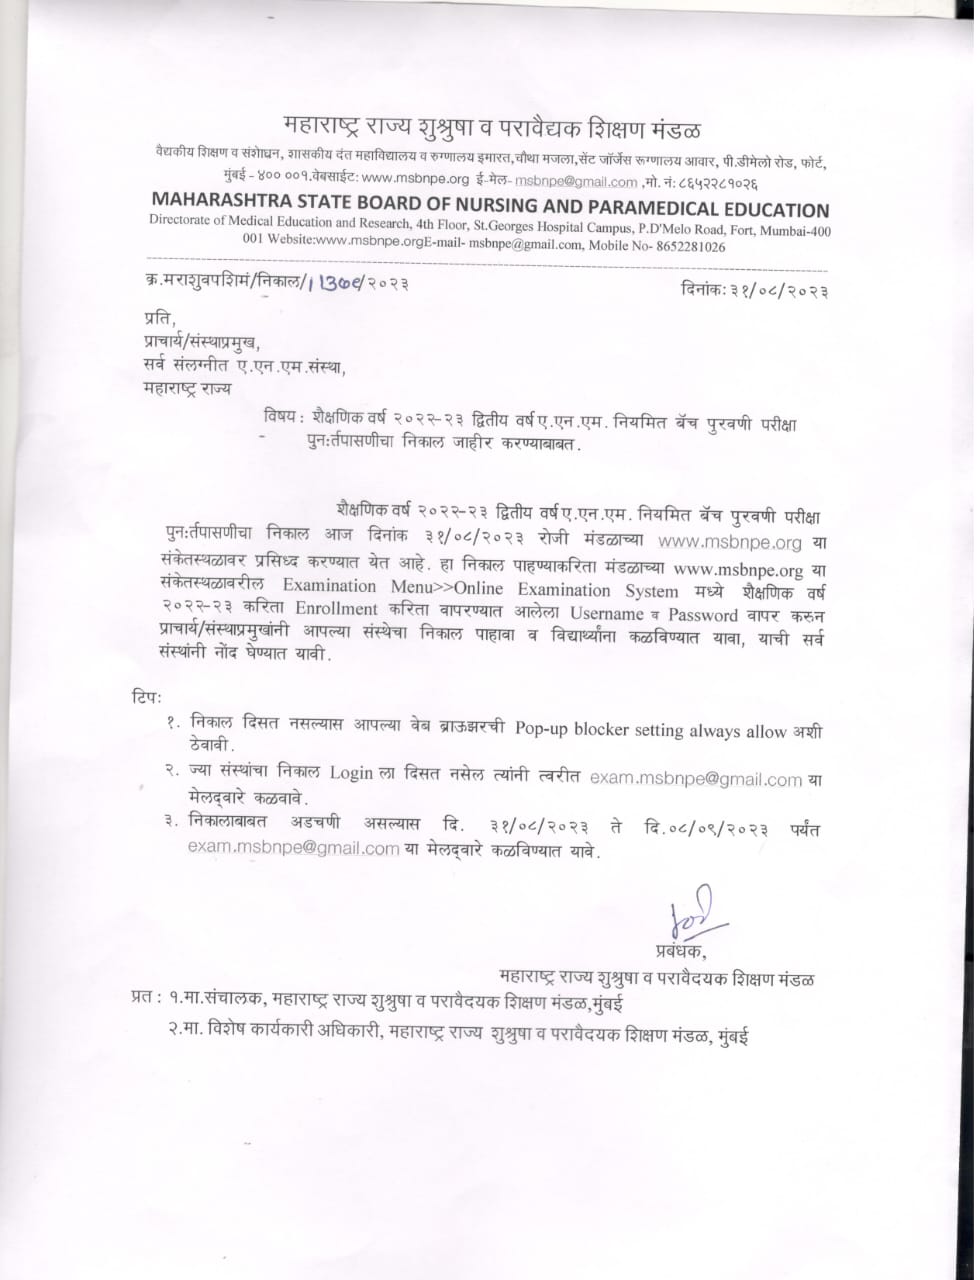 महाराष्ट्र राज्य शुश्रुषा व परावैद्यक शिक्षण मंडळ
वैद्यकीय शिक्षण व संशोधन, शासकीय दंत महाविद्यालय व रुग्णालय इमारत,चौथा मजला,सेंट जॉर्जेस रूग्णालय आवार, पी.डीमेलो रोड, फोर्ट,
मुंबई - ४०० ००१.वेबसाईट: www.msbnpe.org ई-मेल- msbnpe@gmail.com ,मो. नं: ८६५२२८१०२६
MAHARASHTRA STATE BOARD OF NURSING AND PARAMEDICAL EDUCATION
Directorate of Medical Education and Research, 4th Floor, St.Georges Hospital Campus, P.D'Melo Road, Fort, Mumbai-400
001 Website:www.msbnpe.orgE-mail- msbnpe@gmail.com, Mobile No- 8652281026
क्र.मराशुवपशिमं/निकाल/ /२०२३
दिनांक: ३१/०८/२०२३
प्रति,
प्राचार्य/संस्थाप्रमुख,
सर्व संलग्नीत ए.एन.एम.संस्था,
महाराष्ट्र राज्य
विषय : शैक्षणिक वर्ष २०२२-२३ द्वितीय वर्ष ए.एन.एम. नियमित बॅच पुरवणी परीक्षा
पुन:र्तपासणीचा निकाल जाहीर करण्याबाबत.
शैक्षणिक वर्ष २०२२-२३ द्वितीय वर्ष ए.एन.एम. नियमित बॅच पुरवणी परीक्षा
पुन:र्तपासणीचा निकाल आज दिनांक ३१/०८/२०२३ रोजी मंडळाच्या www.msbnpe.org या
संकेतस्थळावर प्रसिध्द करण्यात येत आहे. हा निकाल पाहण्याकरिता मंडळाच्या www.msbnpe.org या
संकेतस्थळावरील Examination Menu>>Online Examination System मध्ये शैक्षणिक वर्ष
२०२२-२३ करिता Enrollment करिता वापरण्यात आलेला Username व Password वापर करुन
प्राचार्य/संस्थाप्रमुखांनी आपल्या संस्थेचा निकाल पाहावा व विद्यार्थ्यांना कळविण्यात यावा, याची सर्व
संस्थांनी नोंद घेण्यात यावी.
टिप:
१. निकाल दिसत नसल्यास आपल्या वेब ब्राऊझरची Pop-up blocker setting always allow अशी
ठेवावी.
२. ज्या संस्थांचा निकाल Login ला दिसत नसेल त्यांनी त्वरीत exam.msbnpe@gmail.com या
मेलद्‌वारे कळवावे.
३. निकालाबाबत अडचणी असल्यास दि. ३१/०८/२०२३ ते दि.०८/०९/२०२३ पर्यंत
exam.msbnpe@gmail.com या मेलद्‌वारे कळविण्यात यावे.
प्रबंधक,
महाराष्ट्र राज्य शुश्रुषा व परावैदयक शिक्षण मंडळ
प्रत : १.मा.संचालक, महाराष्ट्र राज्य शुश्रुषा व परावैदयक शिक्षण मंडळ,मुंबई
२.मा. विशेष कार्यकारी अधिकारी, महाराष्ट्र राज्य शुश्रुषा व परावैदयक शिक्षण मंडळ, मुंबई